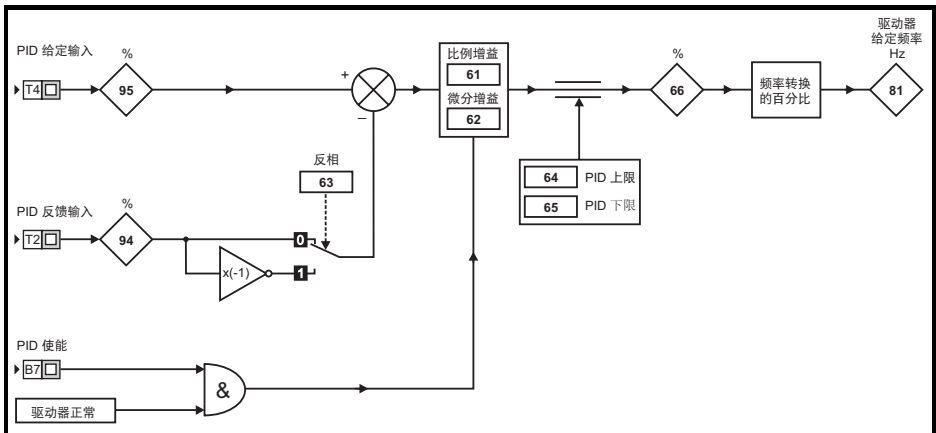 驱动器
给定频率
Hz
PID 给定输入
%
T4
95
+
–
比例增益
61
微分增益
62
%
66
频率转换
的百分比
81
反相
63
64 PID 上限
65 PID 下限
PID 反馈输入
%
T2
94
0
x(-1)
1
PID 使能
B7
&
驱动器正常